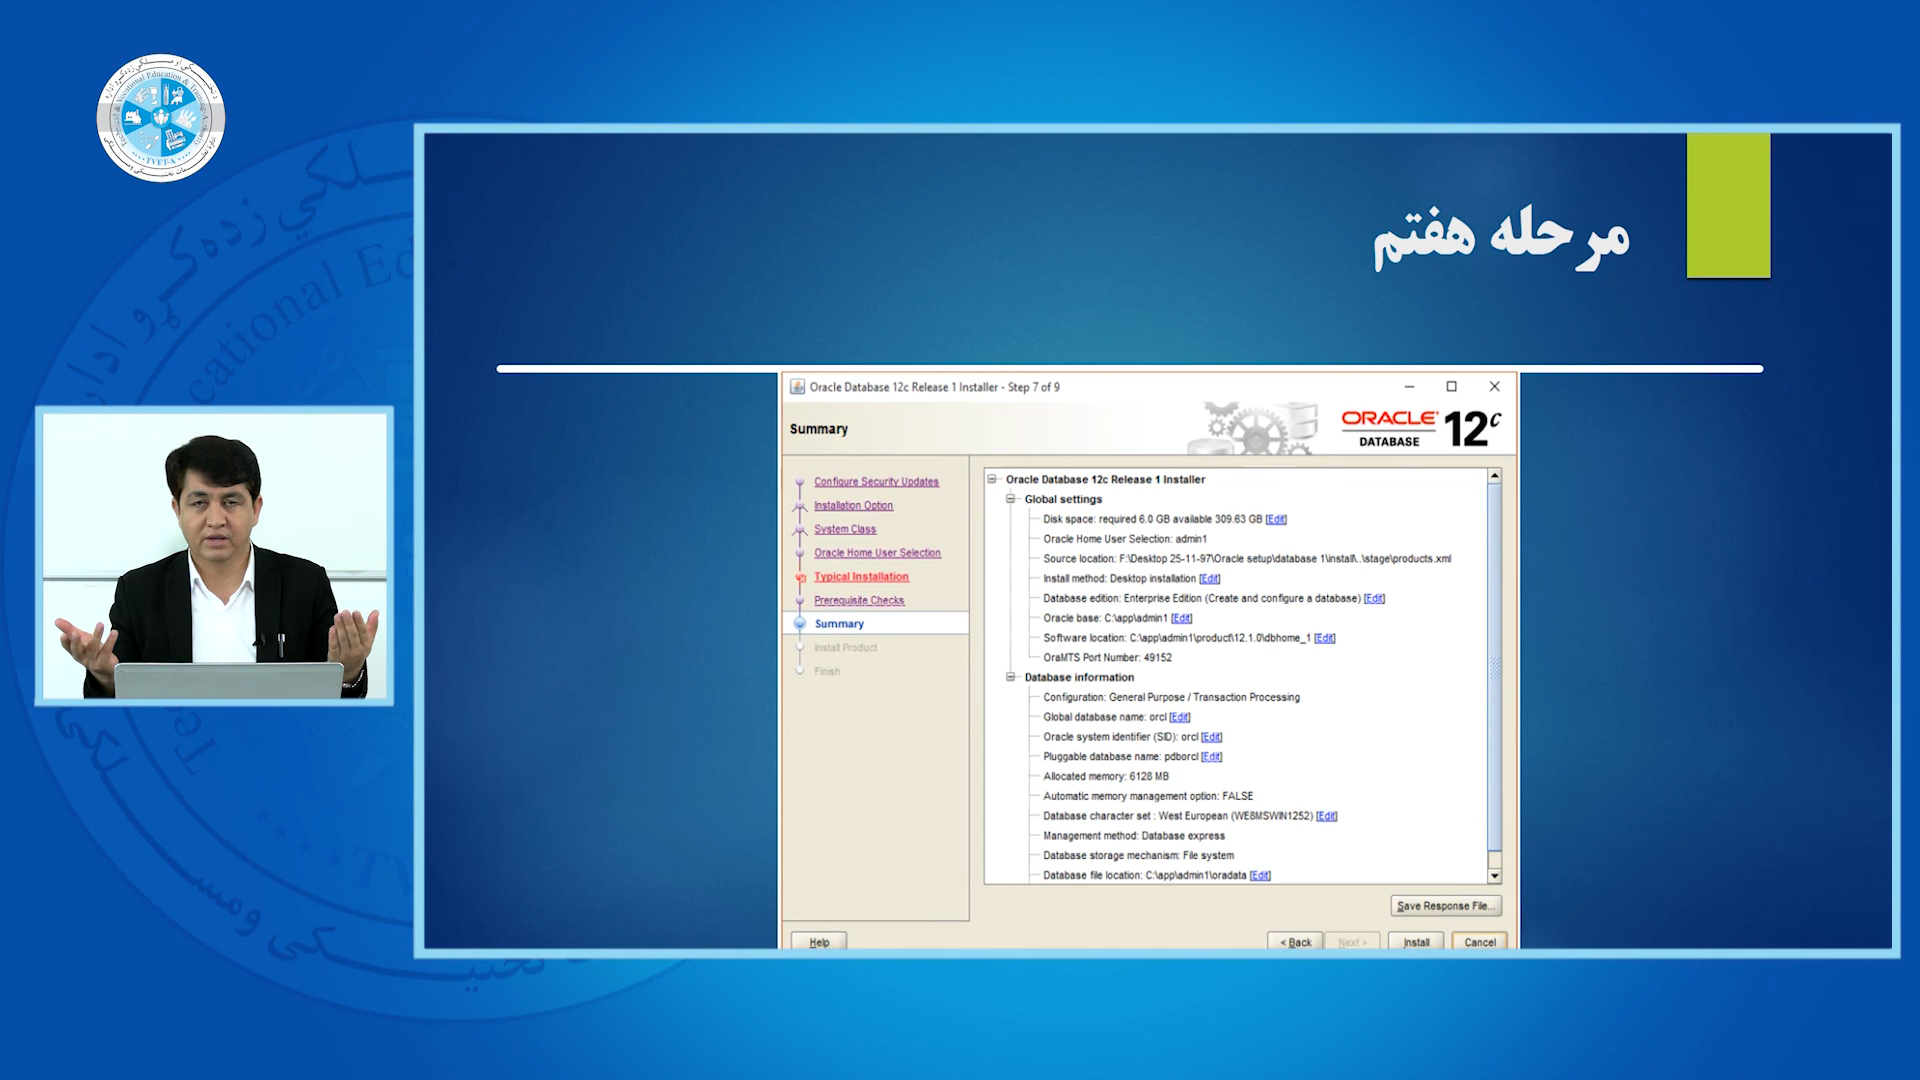 مرحله هفتم
Oracle Database 12c Release 1 Installer - Step 7 of 9
Summary
ORACLE
DATABASE
12c
Configure Security Updates
Installation Option
System Class
Oracle Home User Selection
Typical Installation
Prerequisite Checks
Summary
Install Product
Finish
Oracle Database 12c Release 1 Installer
Global settings
Disk space: required 6.0 GB available 309.63 GB [Edit]
Oracle Home User Selection: admin1
Source location: F:\Desktop 25-11-97\Oracle setup\database 1\install\..\stage\products.xml
Install method: Desktop installation [Edit]
Database edition: Enterprise Edition (Create and configure a database) [Edit]
Oracle base: C:\app\admin1 [Edit]
Software location: C:\app\admin1\product\12.1.0\dbhome_1 [Edit]
OraMTS Port Number: 49152
Database information
Configuration: General Purpose / Transaction Processing
Global database name: orcl [Edit]
Oracle system identifier (SID): orcl [Edit]
Pluggable database name: pdborcl [Edit]
Allocated memory: 6128 MB
Automatic memory management option: FALSE
Database character set : West European (WE8MSWIN1252) [Edit]
Management method: Database express
Database storage mechanism: File system
Database file location: C:\app\admin1\oradata [Edit]
Save Response File...
Help
< Back
Next >
Install
Cancel